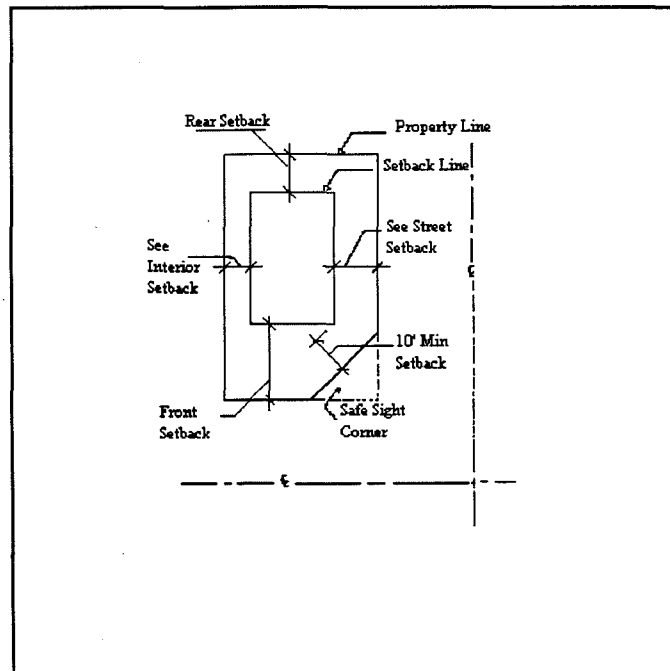 Rear Setback
Property Line
Setback Line
See
Interior
Setback
See Street
Setback
℄
10' Min
Setback
Front
Setback
Safe Sight
Corner
℄